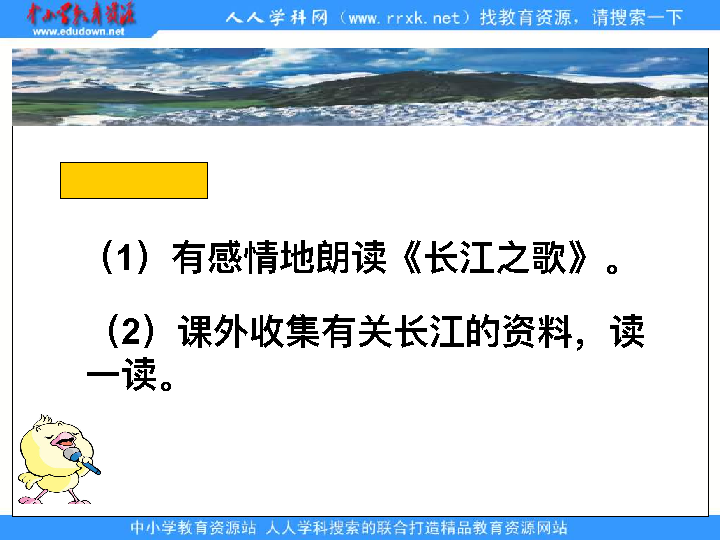 中小学教育资源
www.edudown.net
人人学科网（www.rrxk.net）找教育资源，请搜索一下
（1）有感情地朗读《长江之歌》。
（2）课外收集有关长江的资料，读
一读。
中小学教育资源站 人人学科搜索的联合打造精品教育资源网站